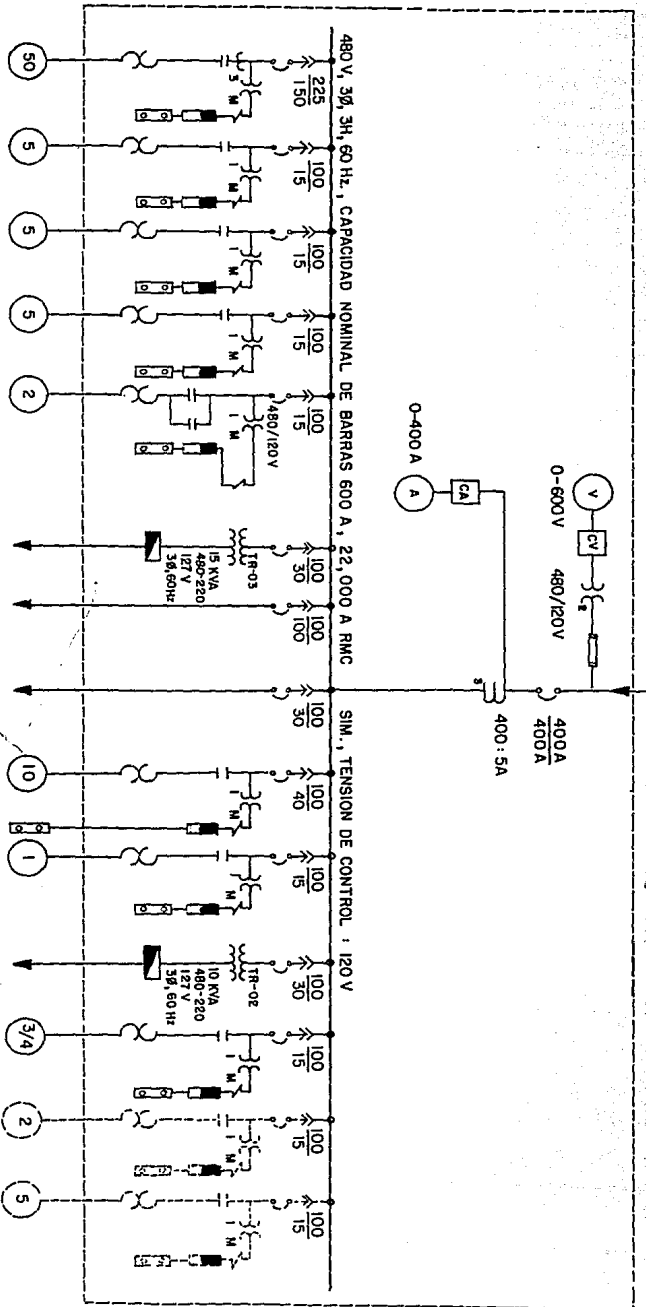 400A
400A
480/120V
2
CV
V
0-600V
400:5A
3
CA
A
0-400A
480 V, 3Ø, 3H, 60 Hz., CAPACIDAD NOMINAL DE BARRAS 600 A, 22,000 A RMC SIM., TENSION DE CONTROL : 120V
225 100 100 100 100 100 100 100 100 100 100 100 100 100
150 15 15 15 15 30 100 30 40 15 30 15 15 15
480/120V
3 M
I M
I M
I M
I M
TR-03
15 KVA
480-220
127 V
3Ø,60Hz
I M
I M
TR-02
10 KVA
480-220
127 V
3Ø,60 Hz
I M
I M
I M
50 5 5 5 2 10 1 3/4 2 5